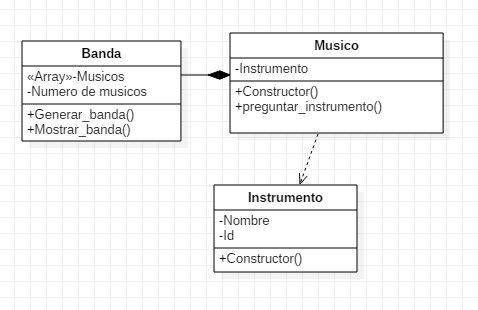 Banda
«Array»-Musicos
-Numero de musicos
+Generar_banda()
+Mostrar_banda()
Musico
-Instrumento
+Constructor()
+preguntar_instrumento()
Instrumento
-Nombre
-Id
+Constructor()